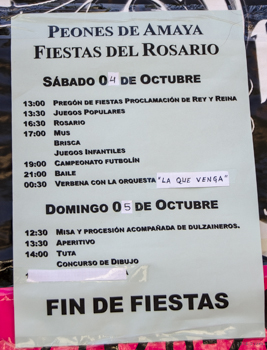 PEONES DE AMAYA
FIESTAS DEL ROSARIO
SÁBADO 04 DE OCTUBRE
13:00 PREGÓN DE FIESTAS PROCLAMACIÓN DE REY Y REINA
13:30 JUEGOS POPULARES
16:30 ROSARIO
17:00 MUS
BRISCA
JUEGOS INFANTILES
19:00 CAMPEONATO FUTBOLÍN
21:00 BAILE
00:30 VERBENA CON LA ORQUESTA "LA QUE VENGA"
DOMINGO 05 DE OCTUBRE
12:30 MISA Y PROCESIÓN ACOMPAÑADA DE DULZAINEROS.
13:30 APERITIVO
14:00 TUTA
CONCURSO DE DIBUJO
FIN DE FIESTAS